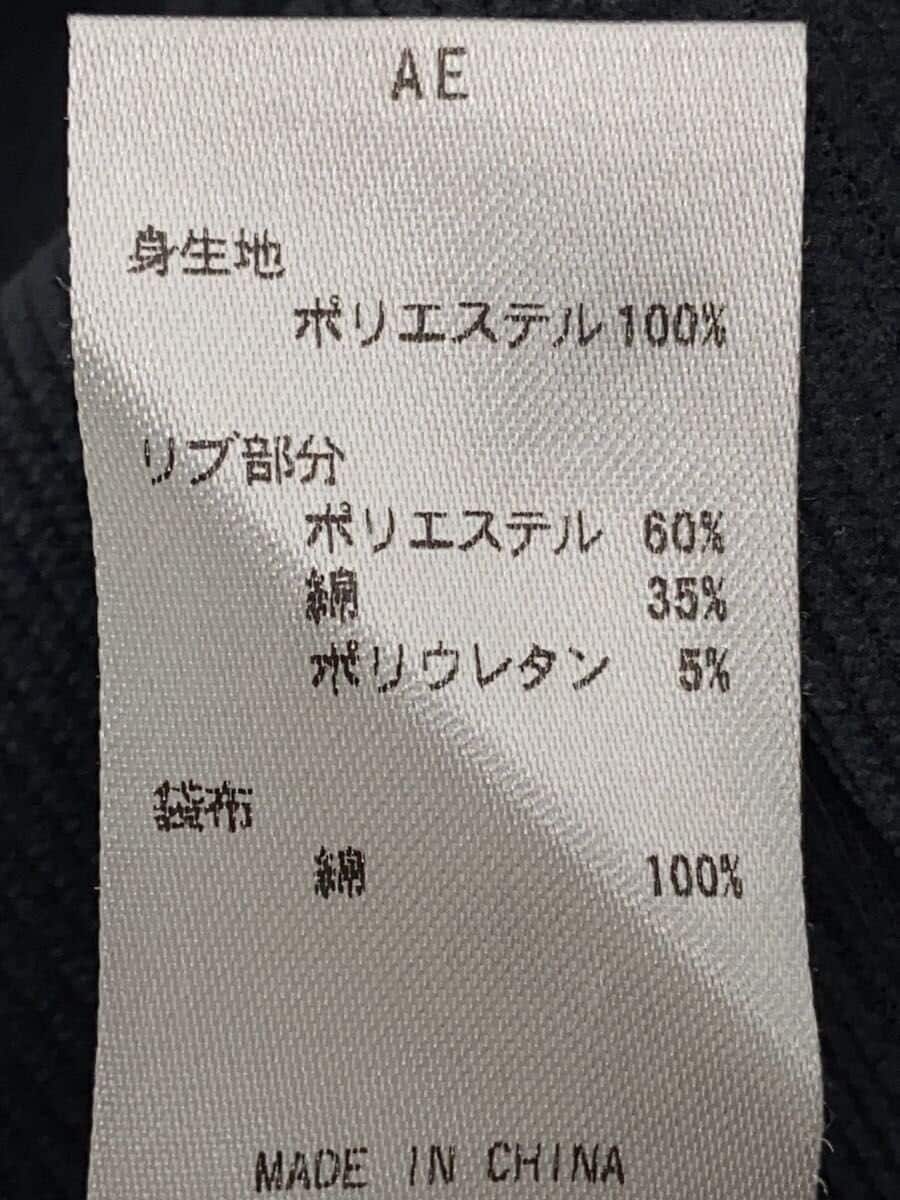 AE
身生地
ポリエステル100%
リブ部分
ポリエステル 60%
綿 35%
ポリウレタン 5%
袋布
綿 100%
MADE IN CHINA